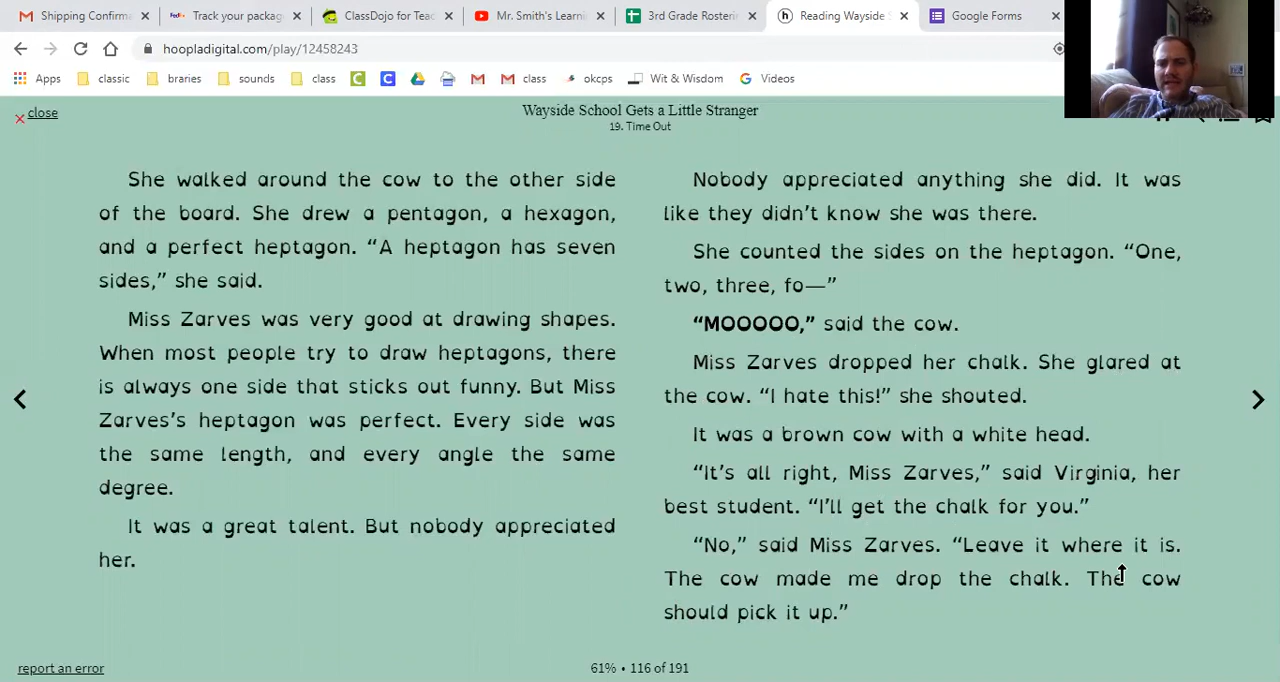 Shipping Confirma
Track your packag
ClassDojo for Teac
Mr. Smith's Learni
3rd Grade Rosterin
Reading Wayside S
Google Forms
hoopladigital.com/play/12458243
Apps
classic
braries
sounds
class
class
okcps
Wit & Wisdom
Videos
close
Wayside School Gets a Little Stranger
19. Time Out
She walked around the cow to the other side
of the board. She drew a pentagon, a hexagon,
and a perfect heptagon. “A heptagon has seven
sides,” she said.
Miss Zarves was very good at drawing shapes.
When most people try to draw heptagons, there
is always one side that sticks out funny. But Miss
Zarves’s heptagon was perfect. Every side was
the same length, and every angle the same
degree.
It was a great talent. But nobody appreciated
her.
Nobody appreciated anything she did. It was
like they didn’t know she was there.
She counted the sides on the heptagon. “One,
two, three, fo—”
“MOOOOO,” said the cow.
Miss Zarves dropped her chalk. She glared at
the cow. “I hate this!” she shouted.
It was a brown cow with a white head.
“It’s all right, Miss Zarves,” said Virginia, her
best student. “I’ll get the chalk for you.”
“No,” said Miss Zarves. “Leave it where it is.
The cow made me drop the chalk. The cow
should pick it up.”
report an error
61% • 116 of 191